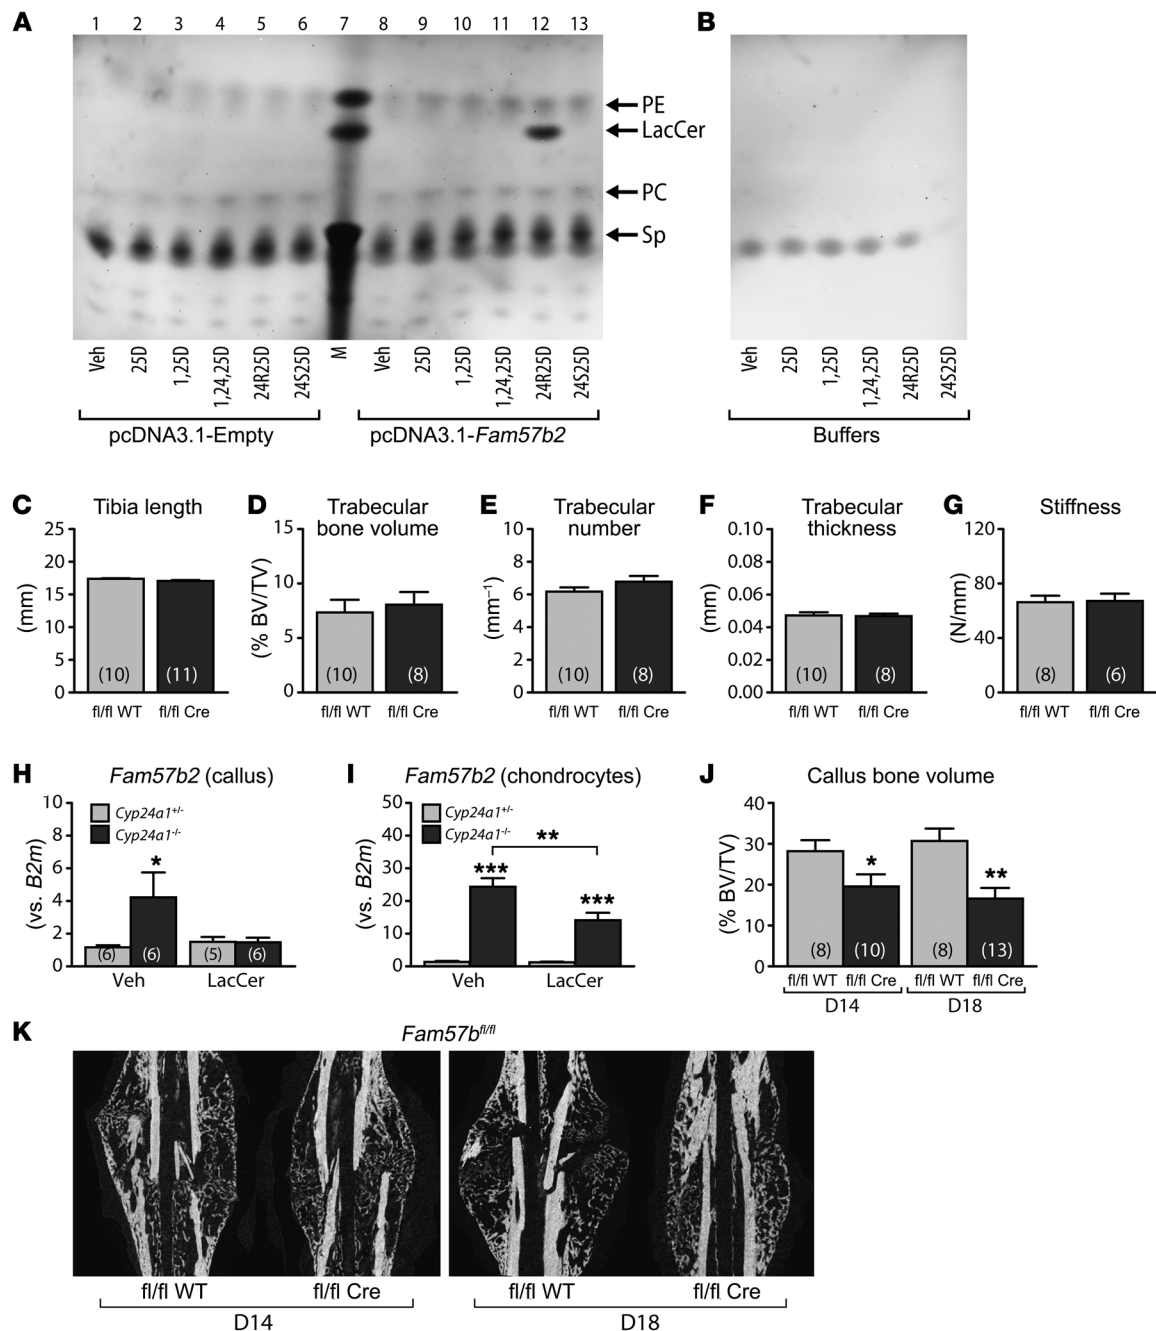 A
1 2 3 4 5 6 7 8 9 10 11 12 13
PE
LacCer
PC
Sp
Veh 25D 1,25D 1,24,25D 24R25D 24S25D M Veh 25D 1,25D 1,24,25D 24R25D 24S25D
pcDNA3.1-Empty pcDNA3.1-Fam57b2
B
Veh 25D 1,25D 1,24,25D 24R25D 24S25D
Buffers
C
Tibia length
(mm)
25
20
15
10
5
0
(10) (11)
fl/fl WT fl/fl Cre
D
Trabecular
bone volume
(% BV/TV)
15
10
5
0
(10) (8)
fl/fl WT fl/fl Cre
E
Trabecular
number
(mm⁻¹)
10
8
6
4
2
0
(10) (8)
fl/fl WT fl/fl Cre
F
Trabecular
thickness
(mm)
0.10
0.08
0.06
0.04
0.02
0.00
(10) (8)
fl/fl WT fl/fl Cre
G
Stiffness
(N/mm)
120
80
40
0
(8) (6)
fl/fl WT fl/fl Cre
H
Fam57b2 (callus)
(vs. B2m)
10
8
6
4
2
0
Cyp24a1+/-
Cyp24a1-/-
*
(6) (6) (5) (6)
Veh LacCer
I
Fam57b2 (chondrocytes)
(vs. B2m)
50
40
30
20
10
0
Cyp24a1+/-
Cyp24a1-/-
**
***
***
Veh LacCer
J
Callus bone volume
(% BV/TV)
40
30
20
10
0
* **
(8) (10) (8) (13)
fl/fl WT fl/fl Cre fl/fl WT fl/fl Cre
D14 D18
K
Fam57bfl/fl
fl/fl WT fl/fl Cre fl/fl WT fl/fl Cre
D14 D18